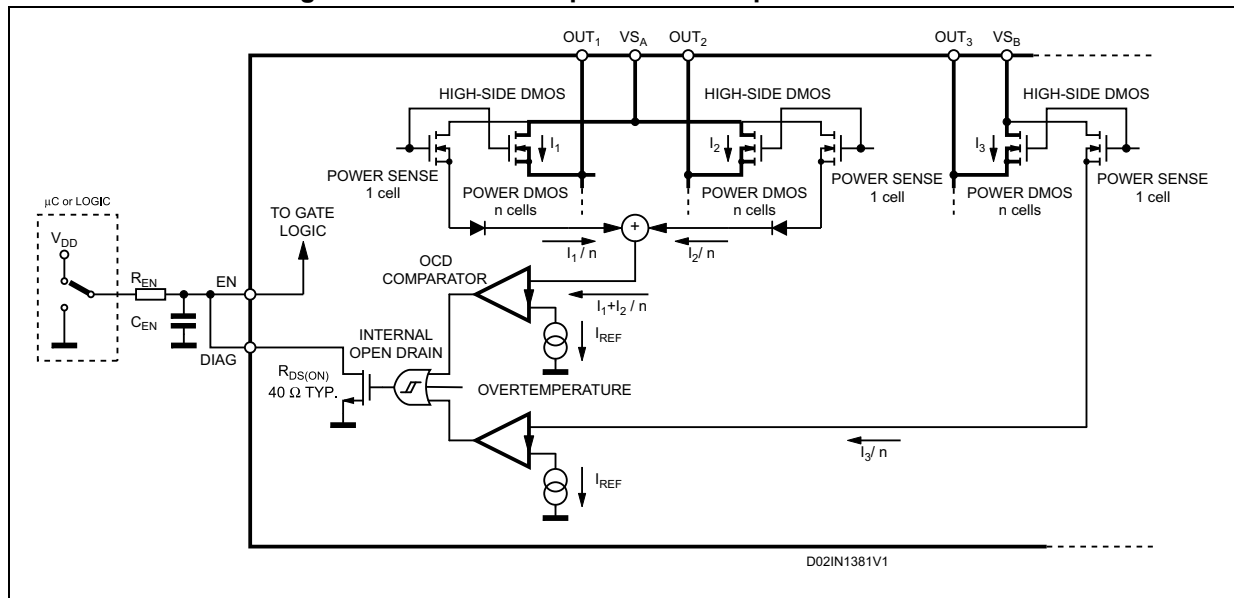 OUT1 VSA OUT2 OUT3 VSB
HIGH-SIDE DMOS HIGH-SIDE DMOS HIGH-SIDE DMOS
I1 I2 I3
POWER SENSE
1 cell
POWER DMOS
n cells
POWER DMOS
n cells
POWER SENSE
1 cell
POWER DMOS
n cells
POWER SENSE
1 cell
μC or LOGIC
VDD
TO GATE
LOGIC
REN
EN
CEN
DIAG
+
I1 / n I2 / n
OCD
COMPARATOR
I1+I2 / n
IREF
INTERNAL
OPEN DRAIN
RDS(ON)
40 Ω TYP.
OVERTEMPERATURE
I3 / n
IREF
D02IN1381V1